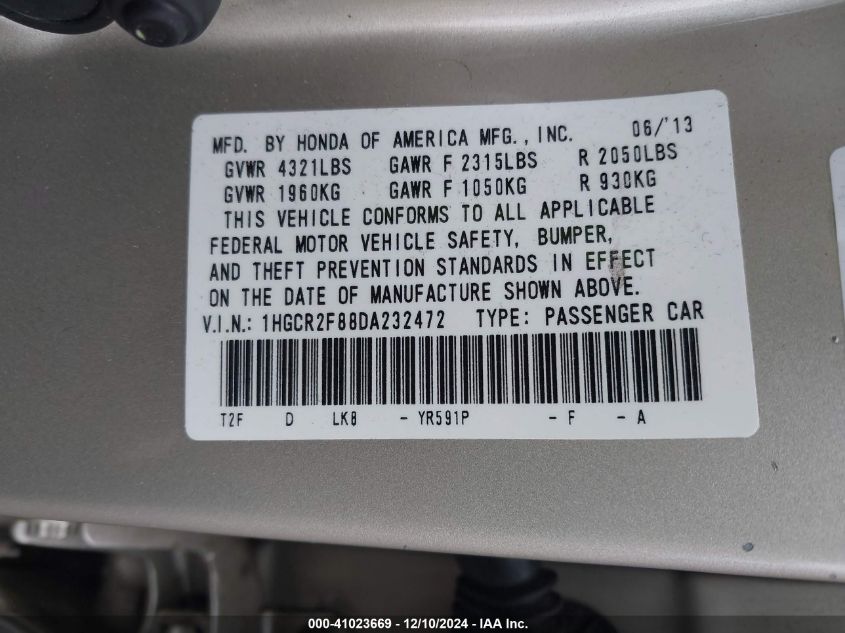 MFD. BY HONDA OF AMERICA MFG., INC. 06/'13
GVWR 4321LBS GAWR F 2315LBS R 2050LBS
GVWR 1960KG GAWR F 1050KG R 930KG
THIS VEHICLE CONFORMS TO ALL APPLICABLE
FEDERAL MOTOR VEHICLE SAFETY, BUMPER,
AND THEFT PREVENTION STANDARDS IN EFFECT
ON THE DATE OF MANUFACTURE SHOWN ABOVE.
V.I.N.: 1HGCR2F88DA232472 TYPE: PASSENGER CAR
T2F D LK8 - YR591P - F - A
000-41023669 - 12/10/2024 - IAA Inc.